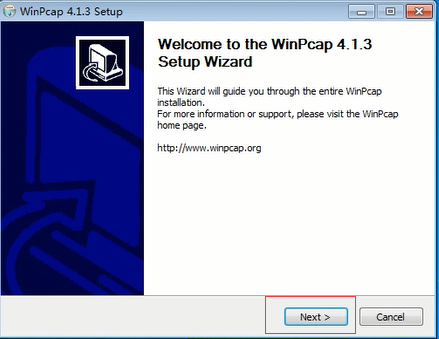 WinPcap 4.1.3 Setup
Welcome to the WinPcap 4.1.3
Setup Wizard
This Wizard will guide you through the entire WinPcap
installation.
For more information or support, please visit the WinPcap
home page.
http://www.winpcap.org
Next >
Cancel